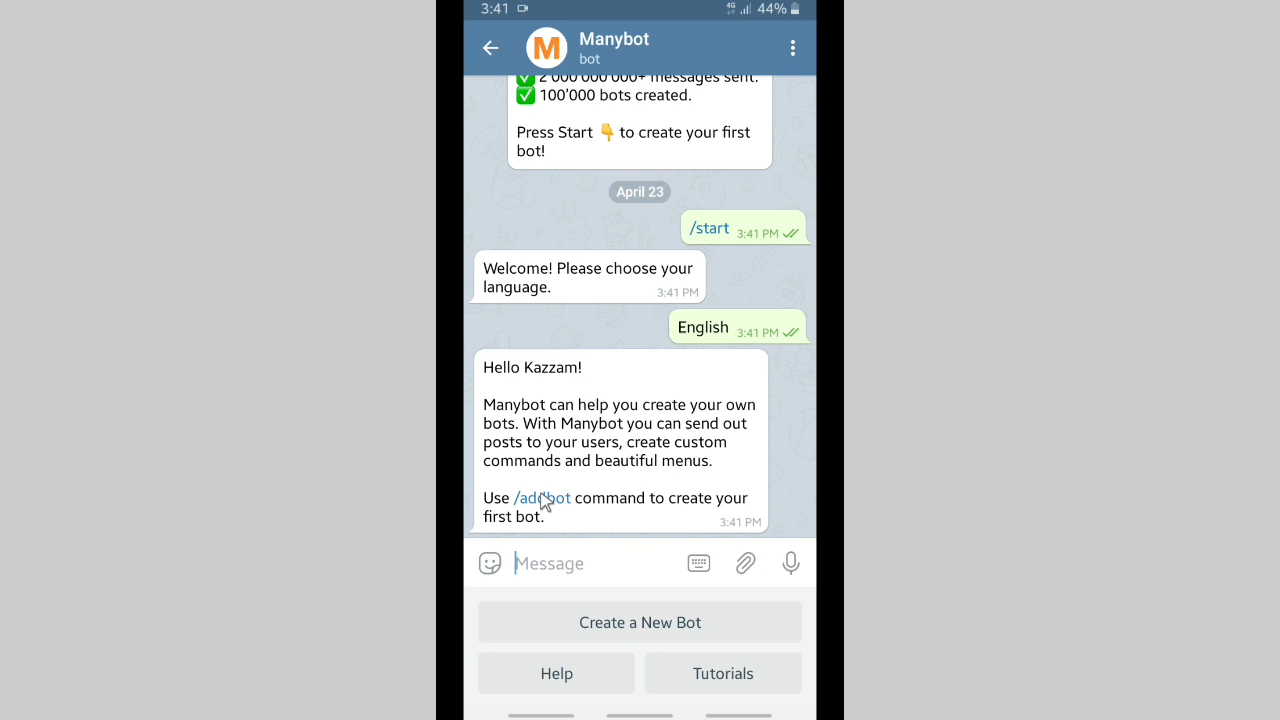 3:41 4G 44%
M Manybot
bot
2'000'000'000+ messages sent.
100'000 bots created.
Press Start 👇 to create your first
bot!
April 23
/start 3:41 PM
Welcome! Please choose your
language. 3:41 PM
English 3:41 PM
Hello Kazzam!
Manybot can help you create your own
bots. With Manybot you can send out
posts to your users, create custom
commands and beautiful menus.
Use /addbot command to create your
first bot. 3:41 PM
Message
Create a New Bot
Help Tutorials